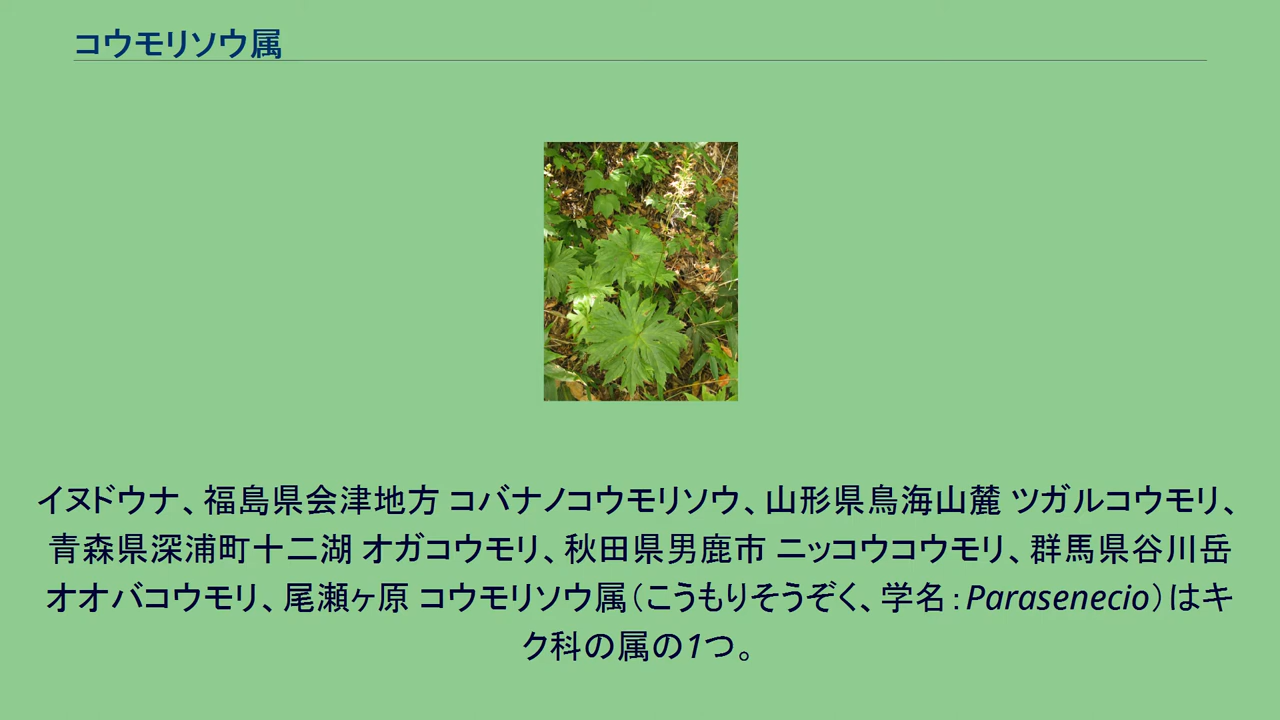 コウモリソウ属
イヌドウナ、福島県会津地方 コバナノコウモリソウ、山形県鳥海山麓 ツガルコウモリ、
青森県深浦町十二湖 オガコウモリ、秋田県男鹿市 ニッコウコウモリ、群馬県谷川岳
オオバコウモリ、尾瀬ヶ原 コウモリソウ属（こうもりそうぞく、学名：Parasenecio）はキ
ク科の属の1つ。